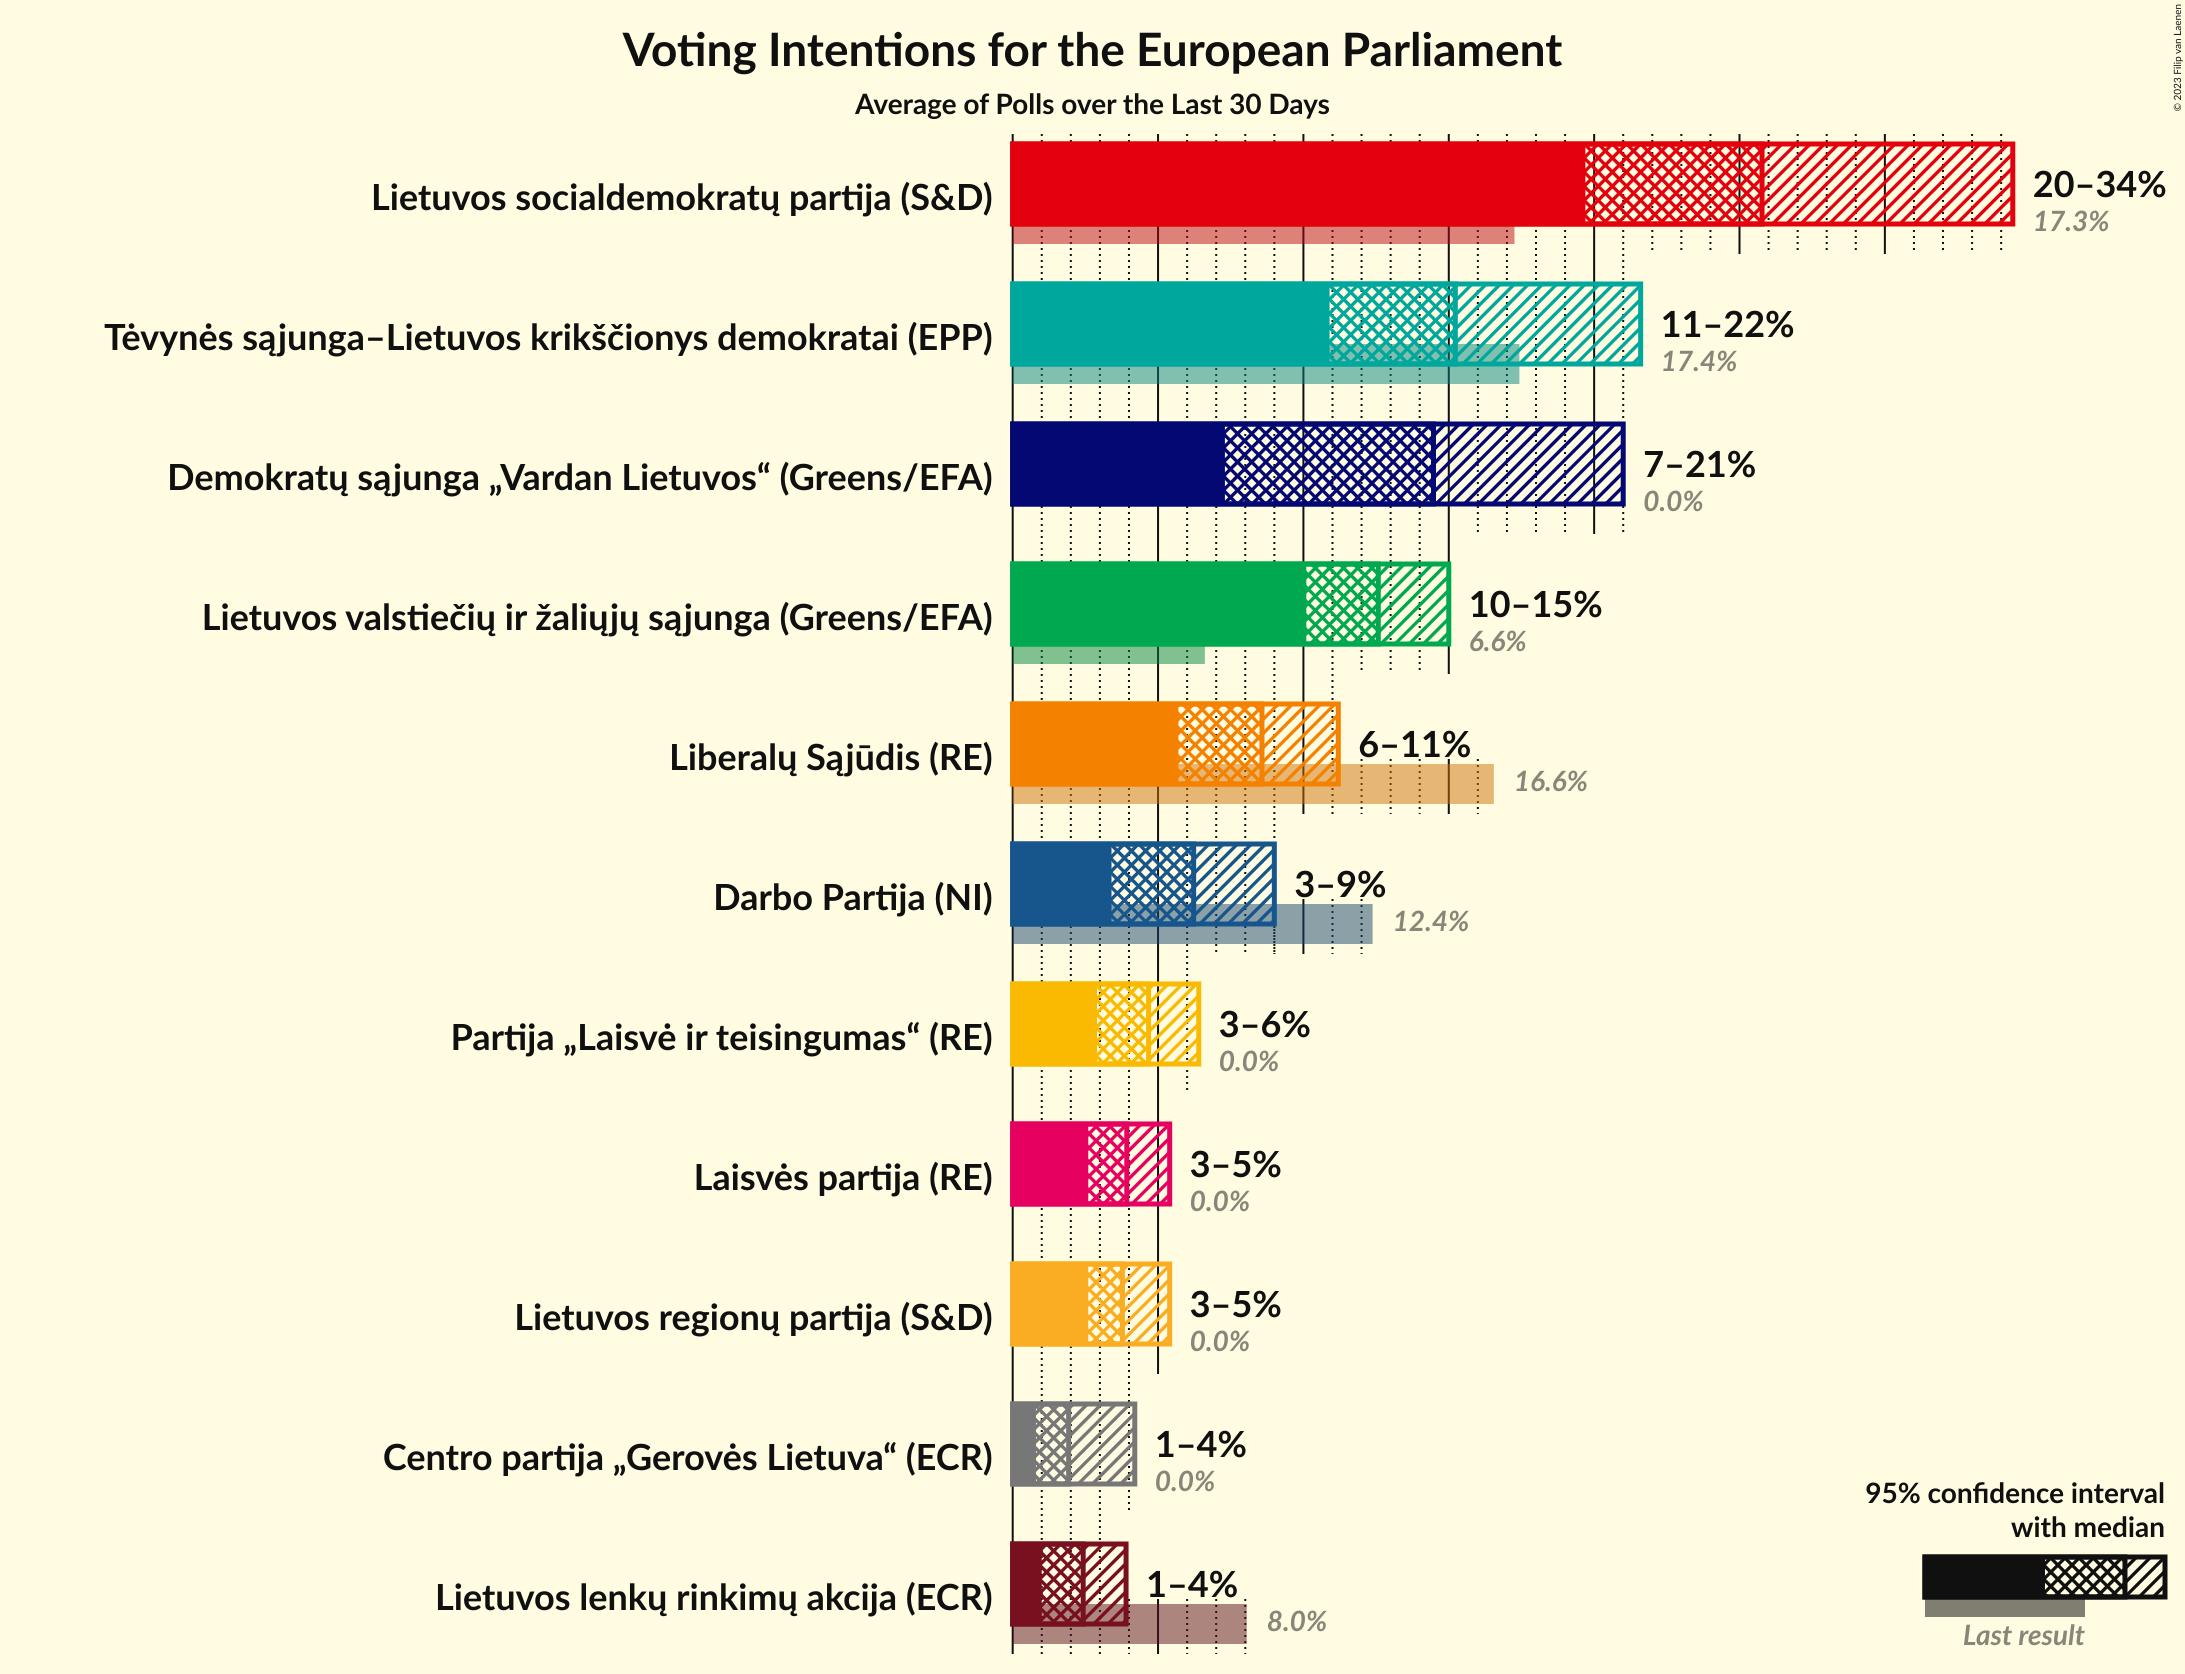 Voting Intentions for the European Parliament
Average of Polls over the Last 30 Days
© 2023 Filip van Laenen
Lietuvos socialdemokratų partija (S&D)
20–34%
17.3%
Tėvynės sąjunga–Lietuvos krikščionys demokratai (EPP)
11–22%
17.4%
Demokratų sąjunga „Vardan Lietuvos“ (Greens/EFA)
7–21%
0.0%
Lietuvos valstiečių ir žaliųjų sąjunga (Greens/EFA)
10–15%
6.6%
Liberalų Sąjūdis (RE)
6–11%
16.6%
Darbo Partija (NI)
3–9%
12.4%
Partija „Laisvė ir teisingumas“ (RE)
3–6%
0.0%
Laisvės partija (RE)
3–5%
0.0%
Lietuvos regionų partija (S&D)
3–5%
0.0%
Centro partija „Gerovės Lietuva“ (ECR)
1–4%
0.0%
Lietuvos lenkų rinkimų akcija (ECR)
1–4%
8.0%
95% confidence interval
with median
Last result